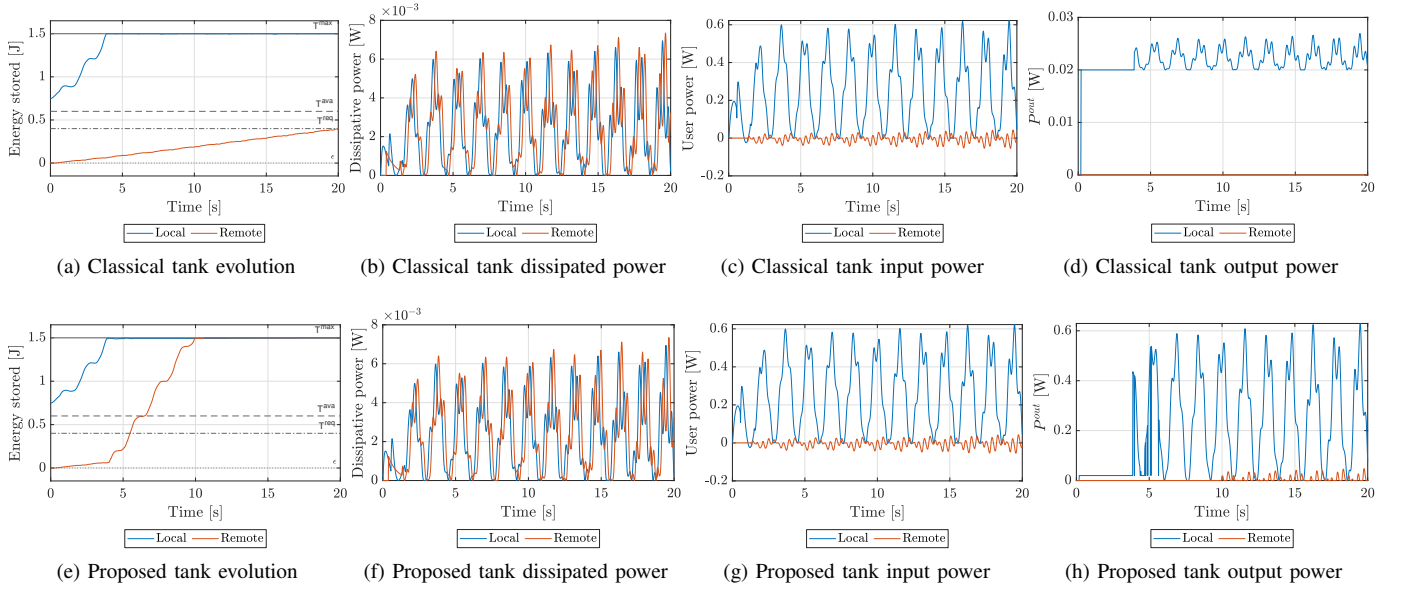 Energy stored [J]
1.5
1
0.5
0
T^max
T^ava
T^req
ϵ
0 5 10 15 20
Time [s]
Local Remote
(a) Classical tank evolution
×10⁻³
Dissipative power [W]
8
6
4
2
0
0 5 10 15 20
Time [s]
Local Remote
(b) Classical tank dissipated power
User power [W]
0.6
0.4
0.2
0
-0.2
0 5 10 15 20
Time [s]
Local Remote
(c) Classical tank input power
P^out [W]
0.03
0.02
0.01
0
0 5 10 15 20
Time [s]
Local Remote
(d) Classical tank output power
Energy stored [J]
1.5
1
0.5
0
T^max
T^ava
T^req
ϵ
0 5 10 15 20
Time [s]
Local Remote
(e) Proposed tank evolution
×10⁻³
Dissipative power [W]
8
6
4
2
0
0 5 10 15 20
Time [s]
Local Remote
(f) Proposed tank dissipated power
User power [W]
0.6
0.4
0.2
0
-0.2
0 5 10 15 20
Time [s]
Local Remote
(g) Proposed tank input power
P^out [W]
0.6
0.4
0.2
0
0 5 10 15 20
Time [s]
Local Remote
(h) Proposed tank output power